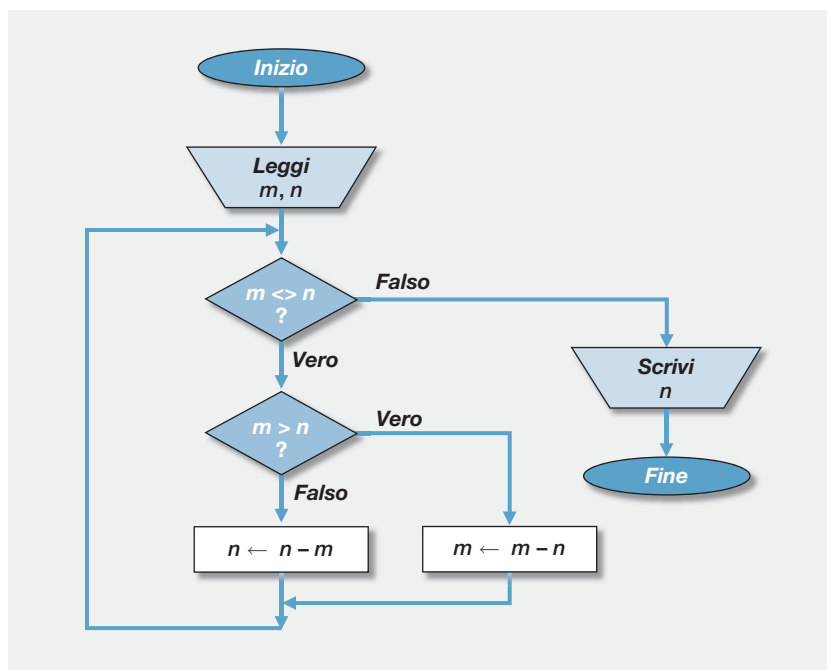 Inizio
Leggi
m, n
m <> n
?
Falso
Vero
Scrivi
n
m > n
?
Vero
Fine
Falso
n ← n – m
m ← m – n